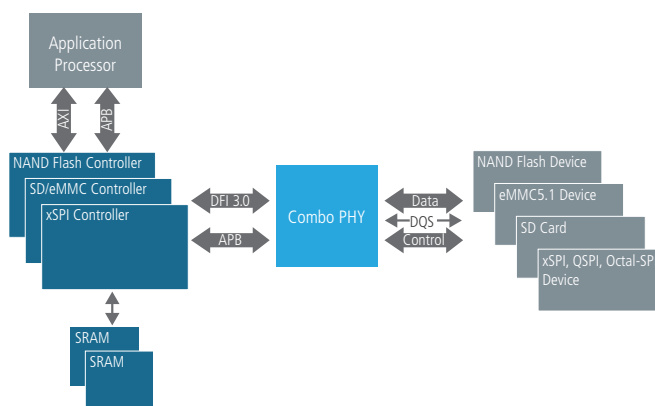 Application
Processor
AXI
APB
NAND Flash Controller
SD/eMMC Controller
xSPI Controller
DFI 3.0
APB
Combo PHY
Data
DQS
Control
NAND Flash Device
eMMC5.1 Device
SD Card
xSPI, QSPI, Octal-SP
Device
SRAM
SRAM